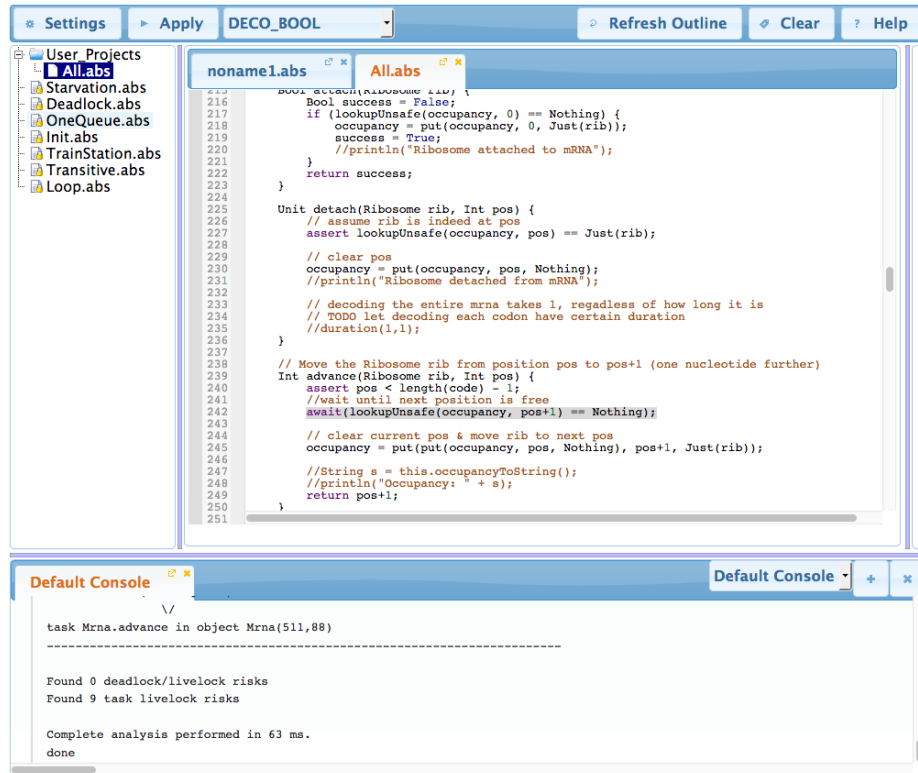 Settings Apply DECO_BOOL Refresh Outline Clear ? Help
User_Projects
All.abs
Starvation.abs
Deadlock.abs
OneQueue.abs
Init.abs
TrainStation.abs
Transitive.abs
Loop.abs
noname1.abs All.abs
215 Bool attach(Ribosome rib) {
216 Bool success = False;
217 if (lookupUnsafe(occupancy, 0) == Nothing) {
218 occupancy = put(occupancy, 0, Just(rib));
219 success = True;
220 //println("Ribosome attached to mRNA");
221 }
222 return success;
223 }
224
225 Unit detach(Ribosome rib, Int pos) {
226 // assume rib is indeed at pos
227 assert lookupUnsafe(occupancy, pos) == Just(rib);
228
229 // clear pos
230 occupancy = put(occupancy, pos, Nothing);
231 //println("Ribosome detached from mRNA");
232
233 // decoding the entire mrna takes 1, regadless of how long it is
234 // TODO let decoding each codon have certain duration
235 //duration(1,1);
236 }
237
238 // Move the Ribosome rib from position pos to pos+1 (one nucleotide further)
239 Int advance(Ribosome rib, Int pos) {
240 assert pos < length(code) - 1;
241 //wait until next position is free
242 await(lookupUnsafe(occupancy, pos+1) == Nothing);
243
244 // clear current pos & move rib to next pos
245 occupancy = put(put(occupancy, pos, Nothing), pos+1, Just(rib));
246
247 //String s = this.occupancyToString();
248 //println("Occupancy: " + s);
249 return pos+1;
250 }
251
Default Console Default Console + ×
\/
task Mrna.advance in object Mrna(511,88)
------------------------------------------------------------------------
Found 0 deadlock/livelock risks
Found 9 task livelock risks
Complete analysis performed in 63 ms.
done